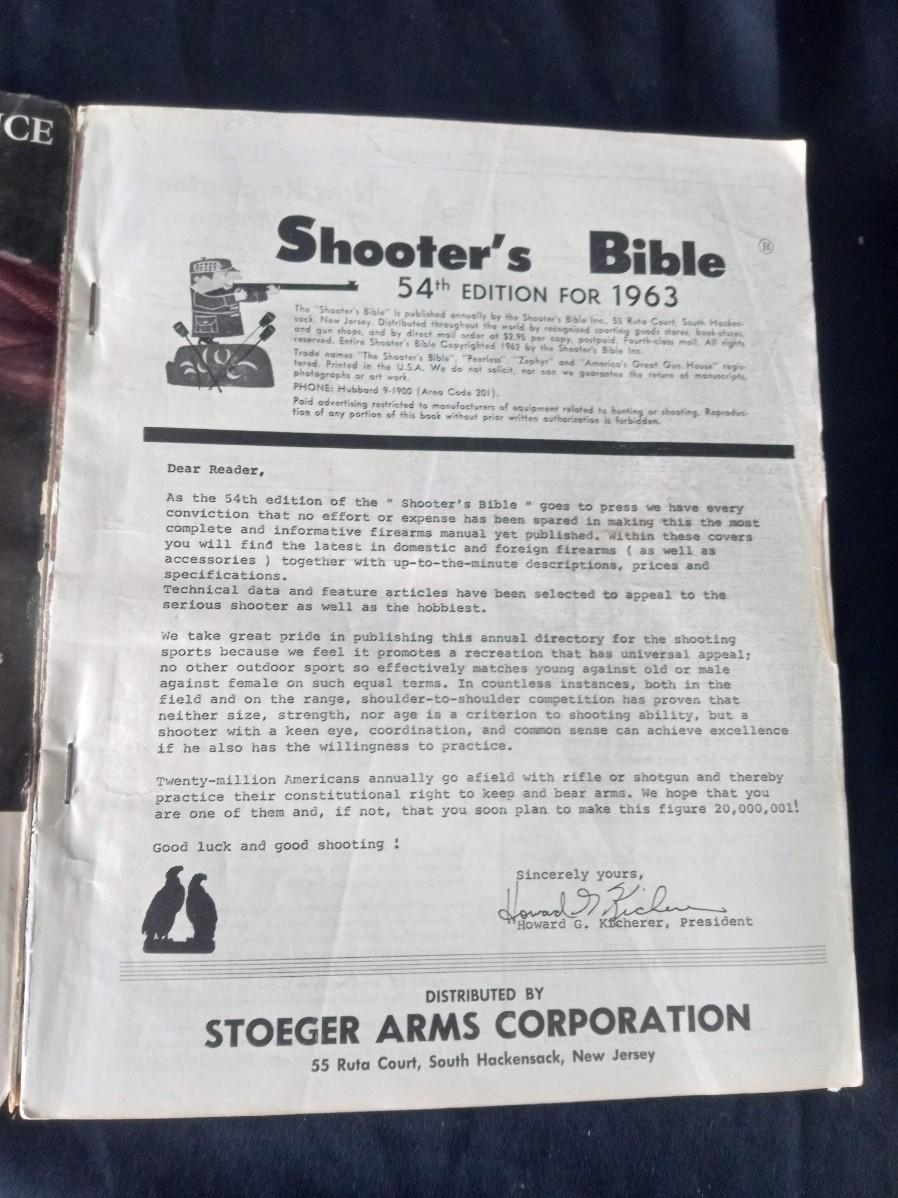 CE
Shooter's Bible ®
54th EDITION FOR 1963
The "Shooter's Bible" is published annually by the Shooter's Bible Inc., 55 Ruta Court, South Hacken-
sack, New Jersey. Distributed throughout the world by recognized sporting goods stores, book-stores,
and gun shops, and by direct mail order at $2.95 per copy, postpaid. Fourth-class mail. All rights
reserved. Entire Shooter's Bible Copyrighted 1962 by the Shooter's Bible Inc.
Trade names "The Shooter's Bible", "Peerless", "Zephyr" and "America's Great Gun House" regis-
tered. Printed in the U.S.A. We do not solicit, nor can we guarantee the return of manuscripts,
photographs or art work.
PHONE: Hubbard 9-1900 (Area Code 201).
Paid advertising restricted to manufacturers of equipment related to hunting or shooting. Reproduc-
tion of any portion of this book without prior written authorization is forbidden.
Dear Reader,
As the 54th edition of the " Shooter's Bible " goes to press we have every
conviction that no effort or expense has been spared in making this the most
complete and informative firearms manual yet published. Within these covers
you will find the latest in domestic and foreign firearms ( as well as
accessories ) together with up-to-the-minute descriptions, prices and
specifications.
Technical data and feature articles have been selected to appeal to the
serious shooter as well as the hobbiest.
We take great pride in publishing this annual directory for the shooting
sports because we feel it promotes a recreation that has universal appeal;
no other outdoor sport so effectively matches young against old or male
against female on such equal terms. In countless instances, both in the
field and on the range, shoulder-to-shoulder competition has proven that
neither size, strength, nor age is a criterion to shooting ability, but a
shooter with a keen eye, coordination, and common sense can achieve excellence
if he also has the willingness to practice.
Twenty-million Americans annually go afield with rifle or shotgun and thereby
practice their constitutional right to keep and bear arms. We hope that you
are one of them and, if not, that you soon plan to make this figure 20,000,001!
Good luck and good shooting !
Sincerely yours,
Howard G. Kicherer
Howard G. Kicherer, President
DISTRIBUTED BY
STOEGER ARMS CORPORATION
55 Ruta Court, South Hackensack, New Jersey